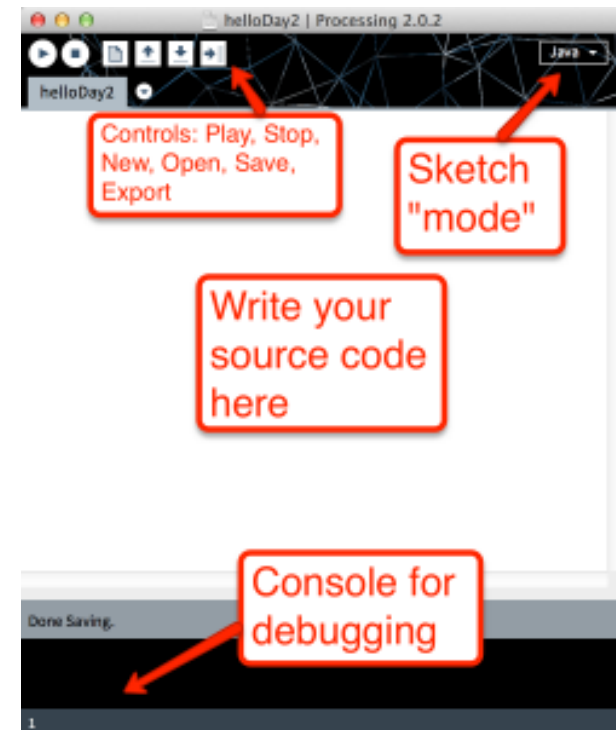 helloDay2 | Processing 2.0.2
Java
helloDay2
Controls: Play, Stop,
New, Open, Save,
Export
Sketch
"mode"
Write your
source code
here
Console for
debugging
Done Saving.
1